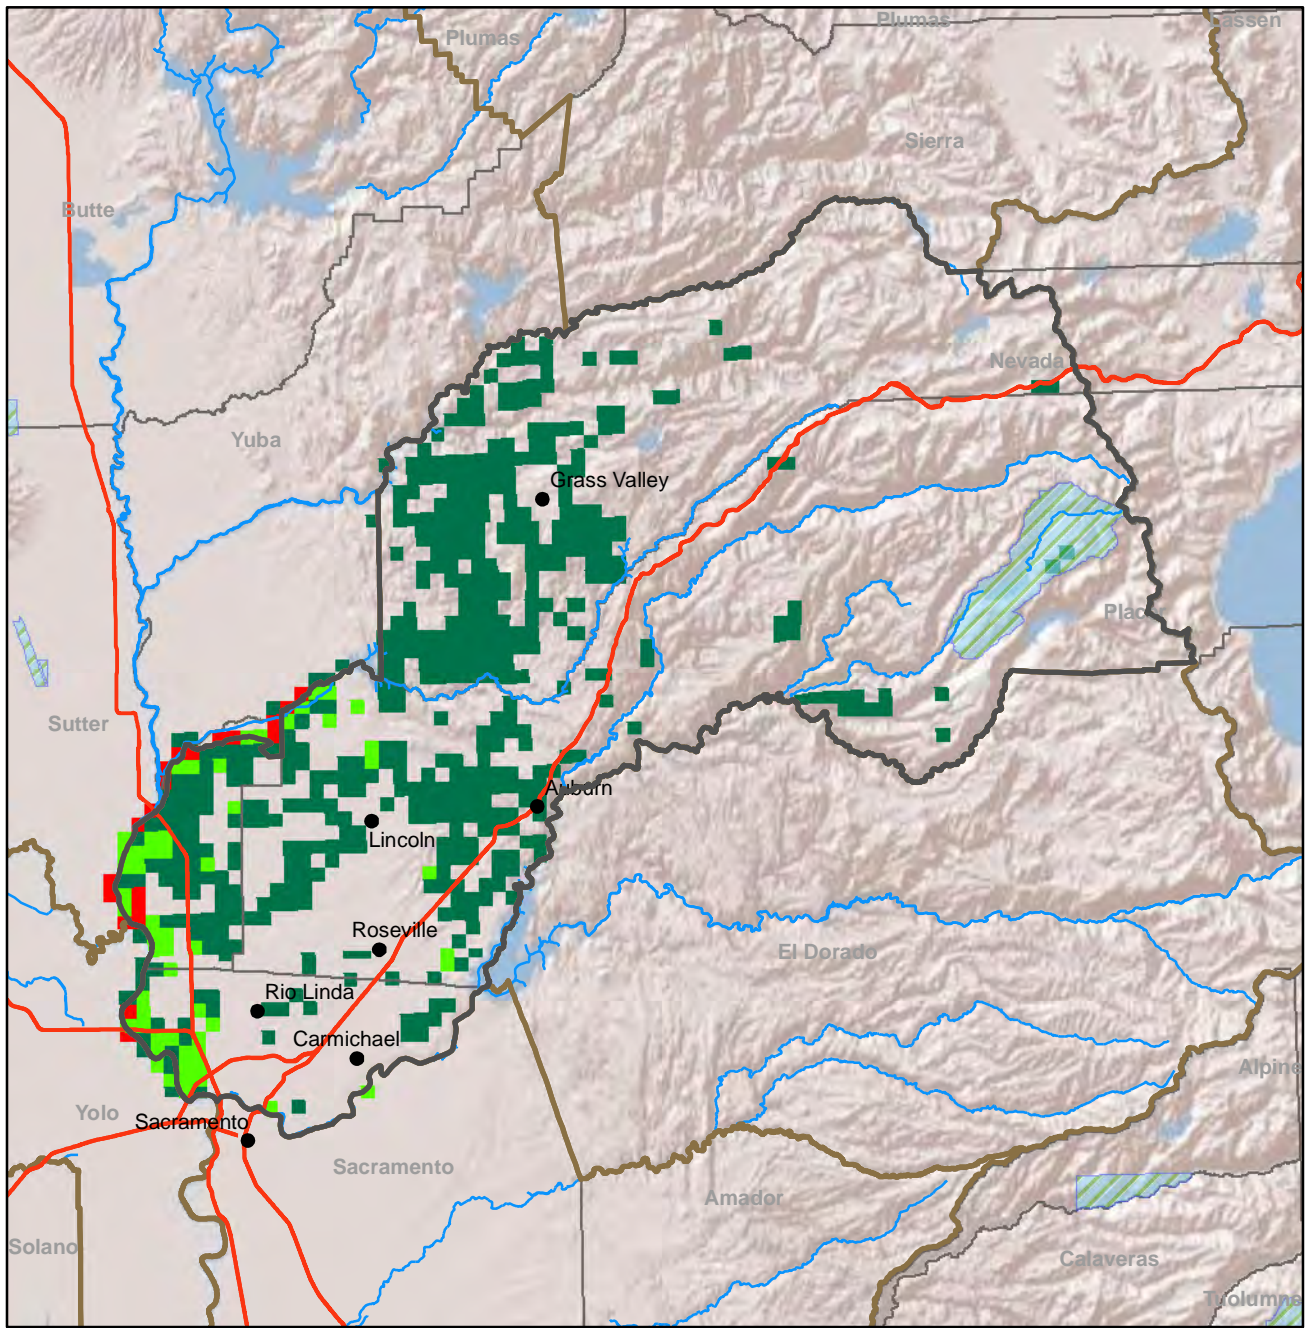 Plumas
Plumas
Lassen
Sierra
Butte
Nevada
Yuba
Grass Valley
Placer
Sutter
Auburn
Lincoln
Roseville
El Dorado
Rio Linda
Carmichael
Alpine
Yolo
Sacramento
Sacramento
Amador
Solano
Calaveras
Tuolumne